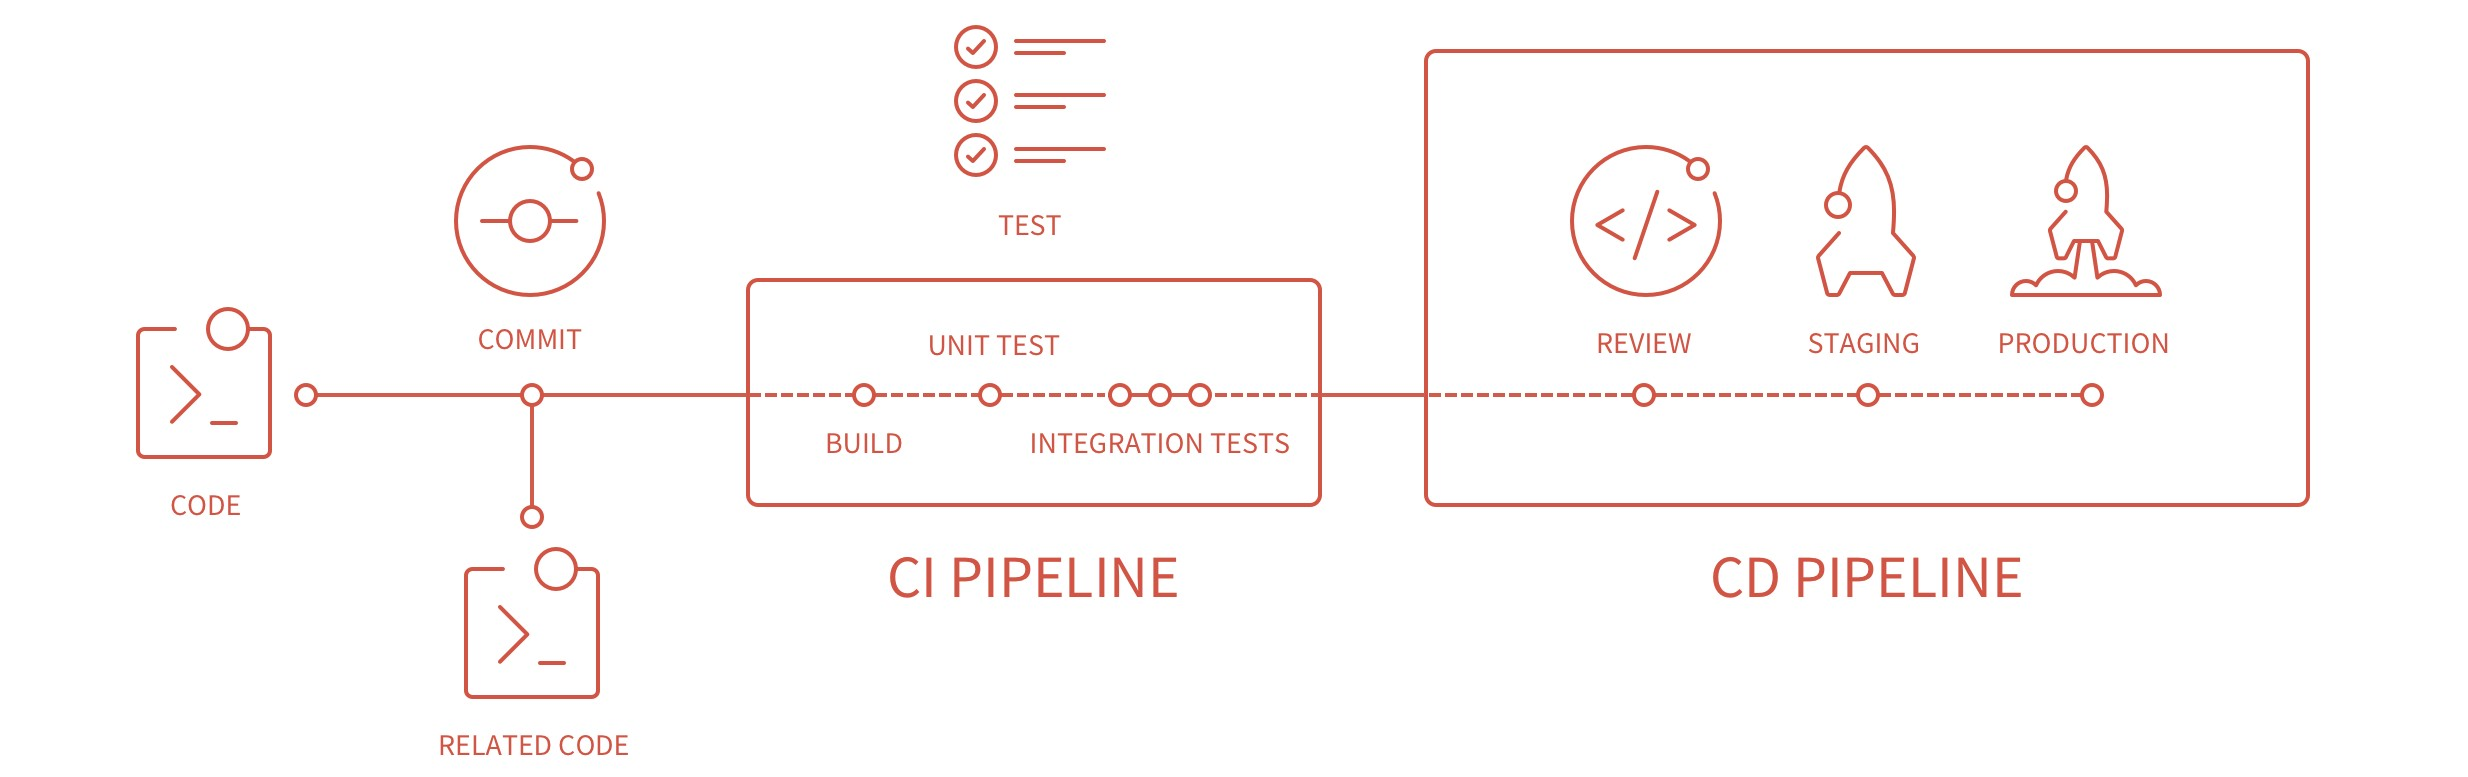 CODE
COMMIT
RELATED CODE
TEST
UNIT TEST
BUILD
INTEGRATION TESTS
CI PIPELINE
REVIEW
STAGING
PRODUCTION
CD PIPELINE